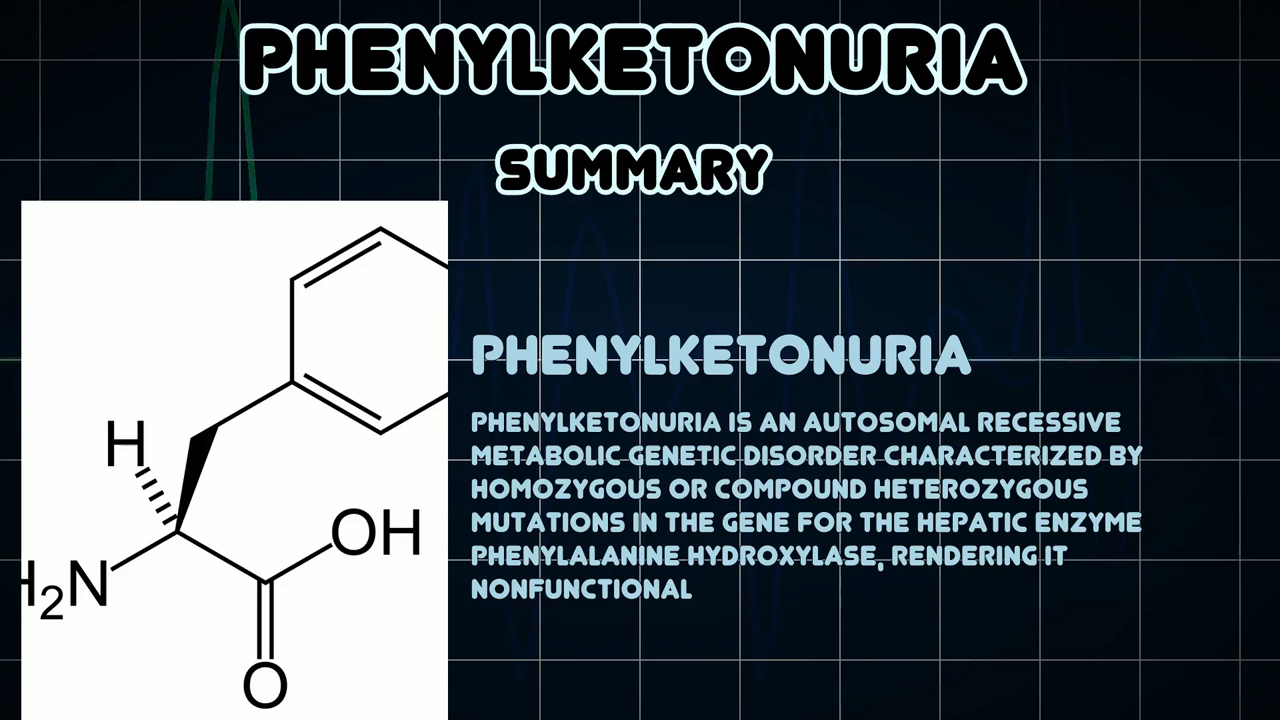 PHENYLKETONURIA
SUMMARY
PHENYLKETONURIA
PHENYLKETONURIA IS AN AUTOSOMAL RECESSIVE
METABOLIC GENETIC DISORDER CHARACTERIZED BY
HOMOZYGOUS OR COMPOUND HETEROZYGOUS
MUTATIONS IN THE GENE FOR THE HEPATIC ENZYME
PHENYLALANINE HYDROXYLASE, RENDERING IT
NONFUNCTIONAL
H
OH
H₂N
O